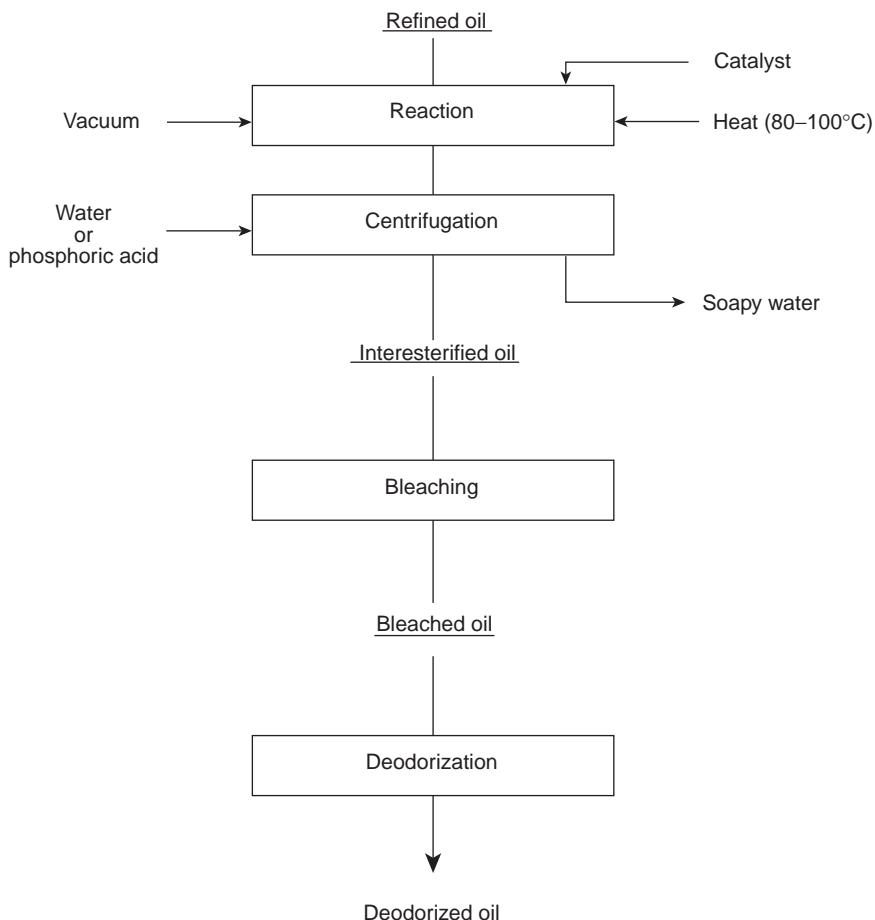 Refined oil
Catalyst
Reaction
Vacuum
Heat (80–100°C)
Water
or
phosphoric acid
Centrifugation
Soapy water
Interesterified oil
Bleaching
Bleached oil
Deodorization
Deodorized oil